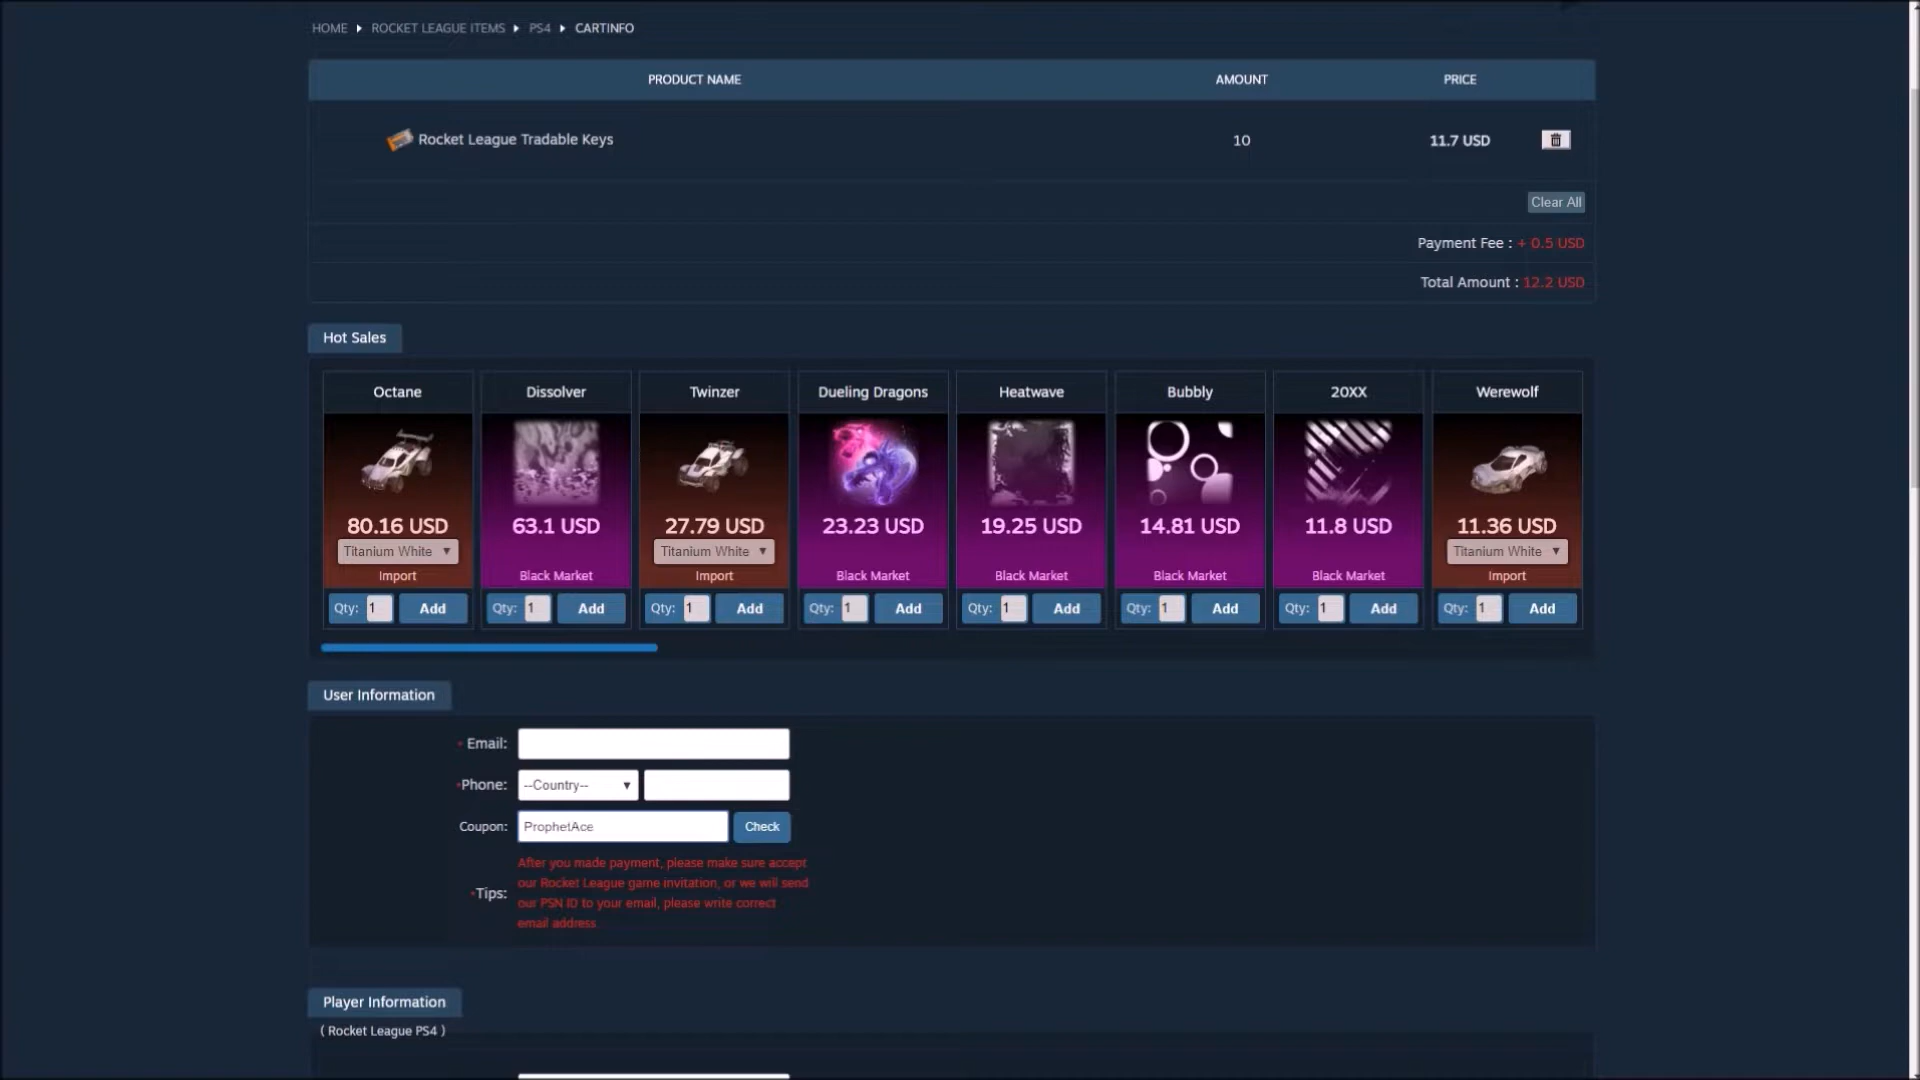 HOME ▶ ROCKET LEAGUE ITEMS ▶ PS4 ▶ CARTINFO
PRODUCT NAME AMOUNT PRICE
Rocket League Tradable Keys 10 11.7 USD
Clear All
Payment Fee : + 0.5 USD
Total Amount : 12.2 USD
Hot Sales
Octane Dissolver Twinzer Dueling Dragons Heatwave Bubbly 20XX Werewolf
80.16 USD 63.1 USD 27.79 USD 23.23 USD 19.25 USD 14.81 USD 11.8 USD 11.36 USD
Titanium White ▼ Titanium White ▼ Titanium White ▼
Import Black Market Import Black Market Black Market Black Market Black Market Import
Qty: 1 Add Qty: 1 Add Qty: 1 Add Qty: 1 Add Qty: 1 Add Qty: 1 Add Qty: 1 Add Qty: 1 Add
User Information
* Email:
*Phone: --Country-- ▼
Coupon: ProphetAce Check
*Tips: After you made payment, please make sure accept
our Rocket League game invitation, or we will send
our PSN ID to your email, please write correct
email address
Player Information
( Rocket League PS4 )